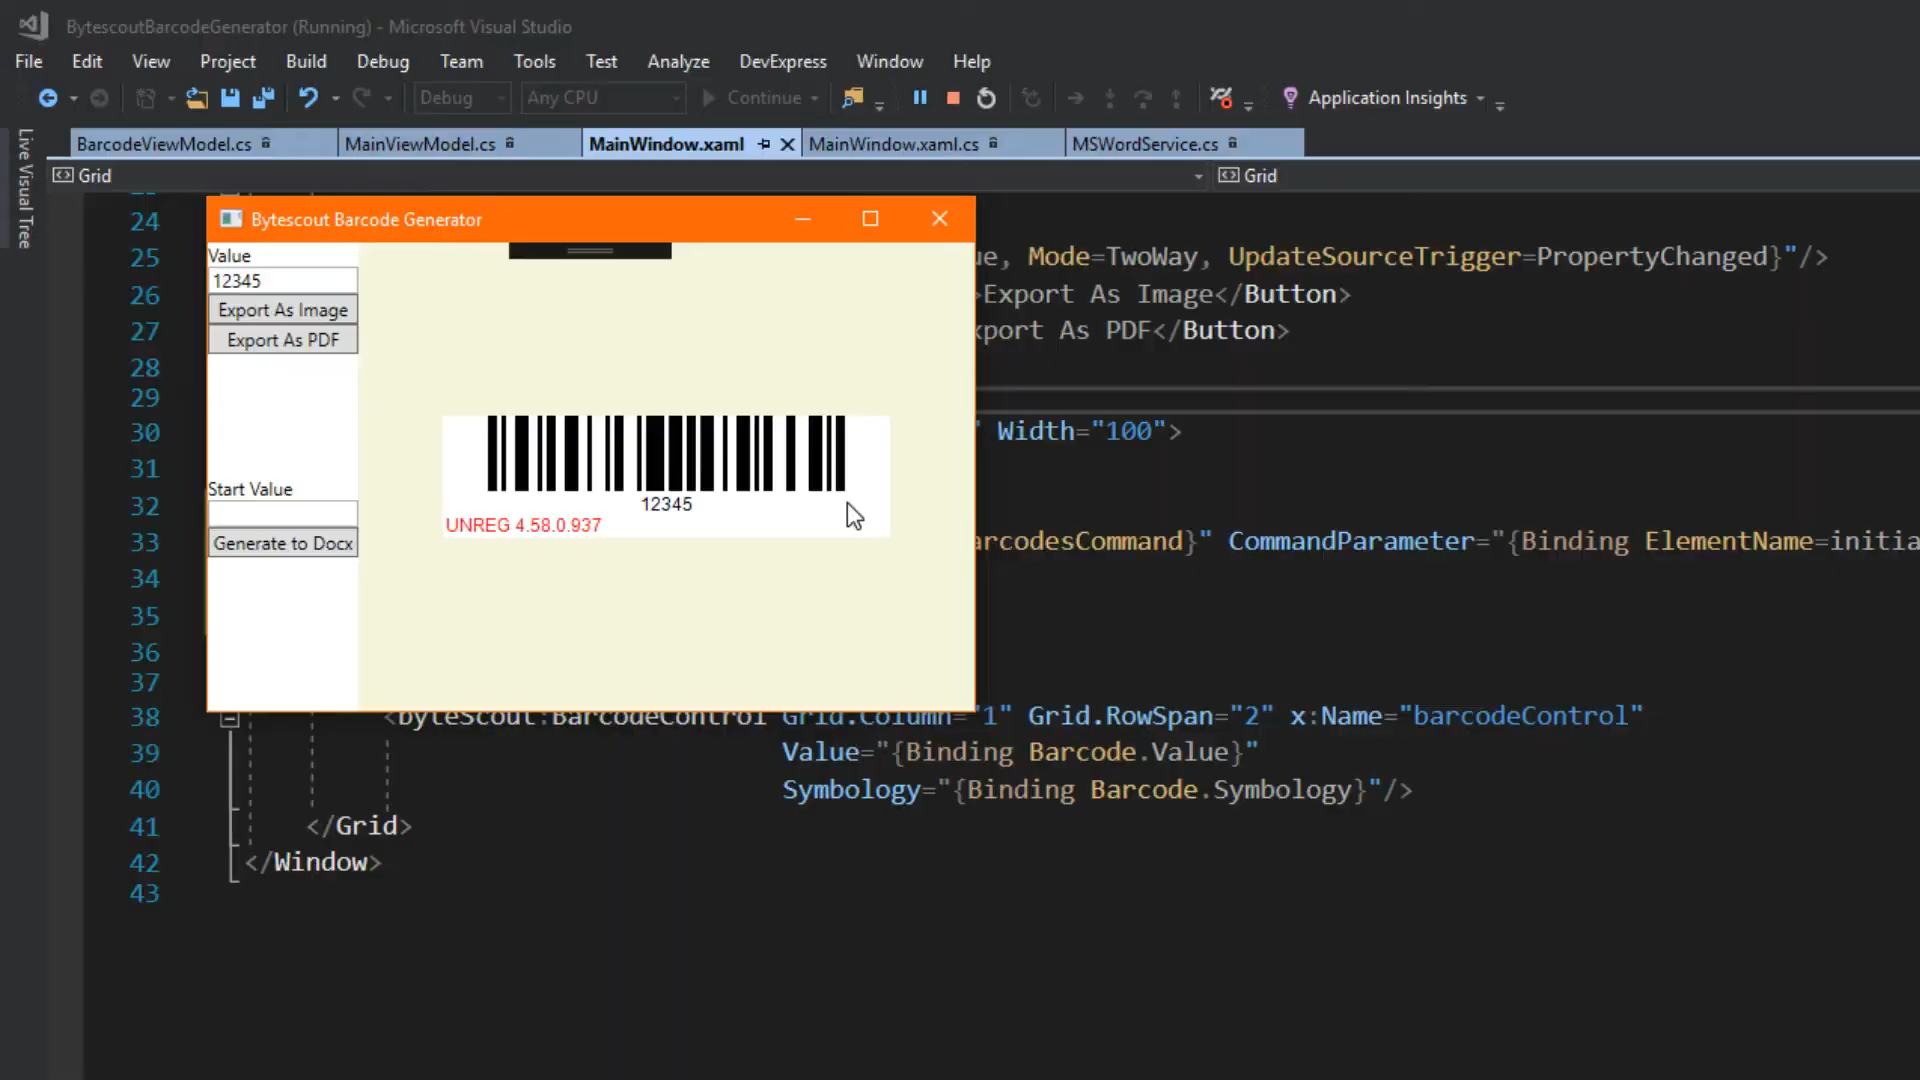 BytescoutBarcodeGenerator (Running) - Microsoft Visual Studio
File Edit View Project Build Debug Team Tools Test Analyze DevExpress Window Help
Debug Any CPU Continue Application Insights
BarcodeViewModel.cs MainViewModel.cs MainWindow.xaml MainWindow.xaml.cs MSWordService.cs
Live Visual Tree
Grid Grid
Bytescout Barcode Generator
Value
12345
Export As Image
Export As PDF
12345
UNREG 4.58.0.937
Start Value
Generate to Docx
24
25 ue, Mode=TwoWay, UpdateSourceTrigger=PropertyChanged}"/>
26 >Export As Image</Button>
27 xport As PDF</Button>
28
29
30 " Width="100">
31
32
33 arcodesCommand}" CommandParameter="{Binding ElementName=initia
34
35
36
37
38 <byteScout:BarcodeControl Grid.Column="1" Grid.RowSpan="2" x:Name="barcodeControl"
39 Value="{Binding Barcode.Value}"
40 Symbology="{Binding Barcode.Symbology}"/>
41 </Grid>
42 </Window>
43